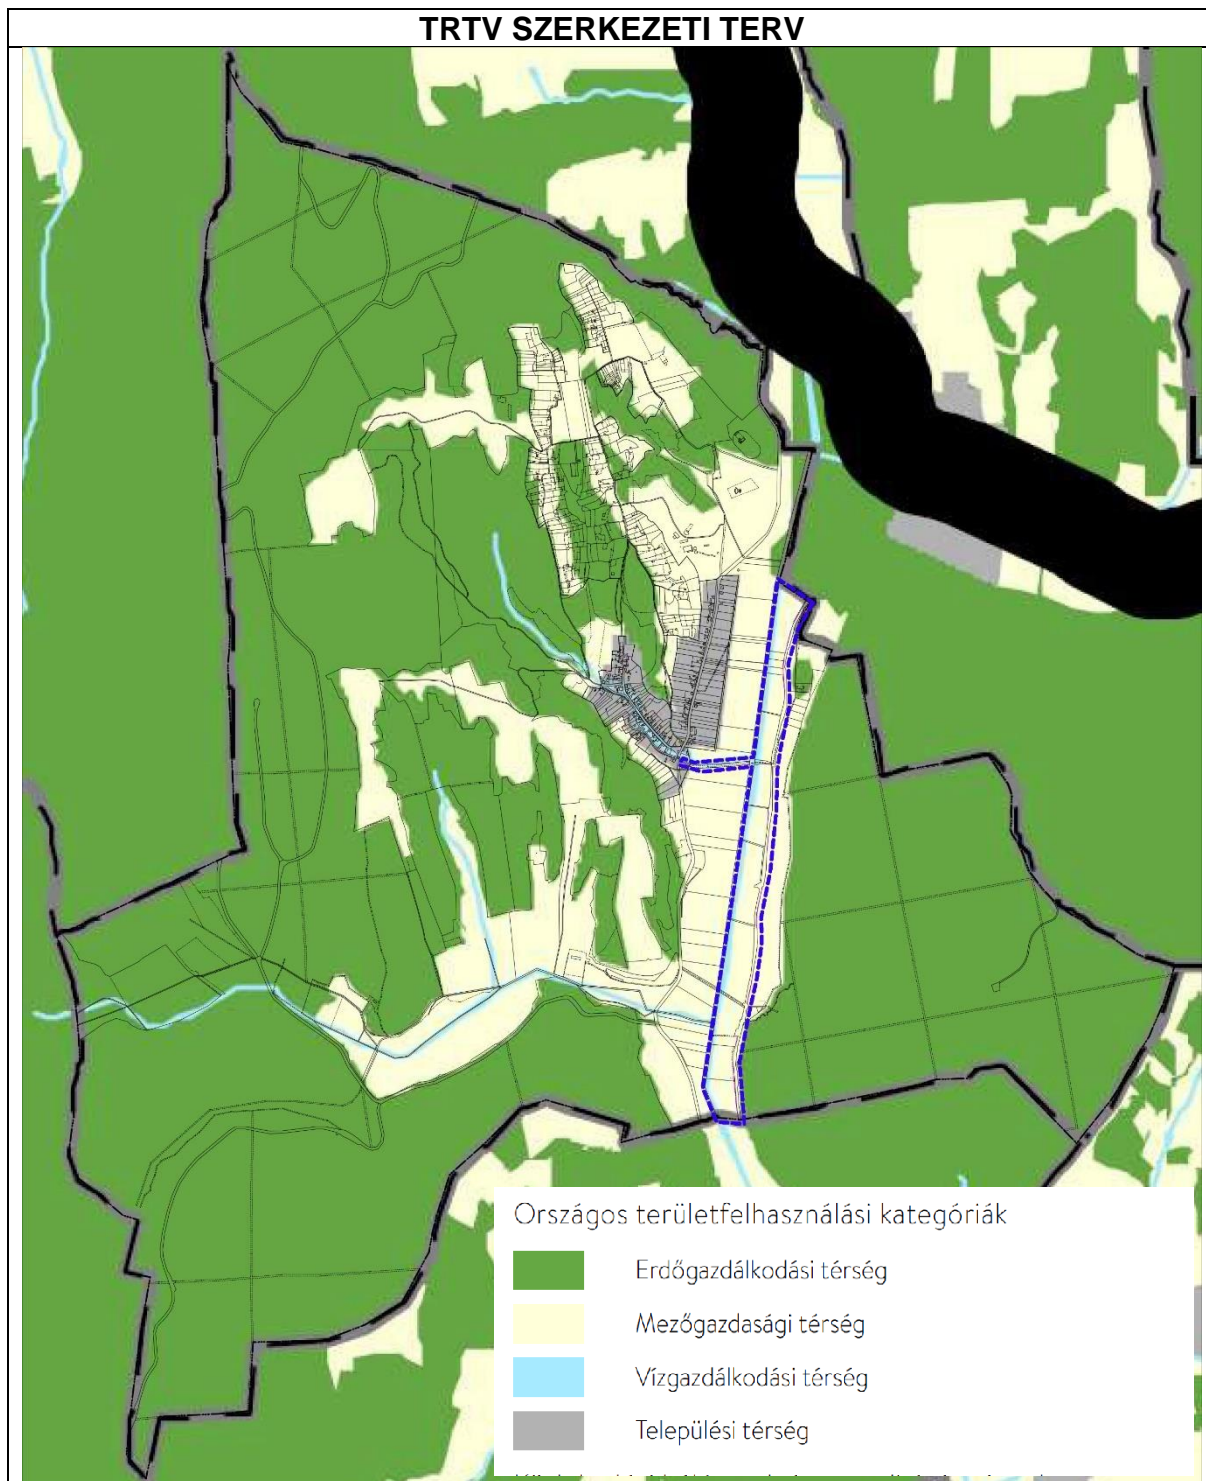 TRTV SZERKEZETI TERV
Országos területfelhasználási kategóriák
Erdőgazdálkodási térség
Mezőgazdasági térség
Vízgazdálkodási térség
Települési térség